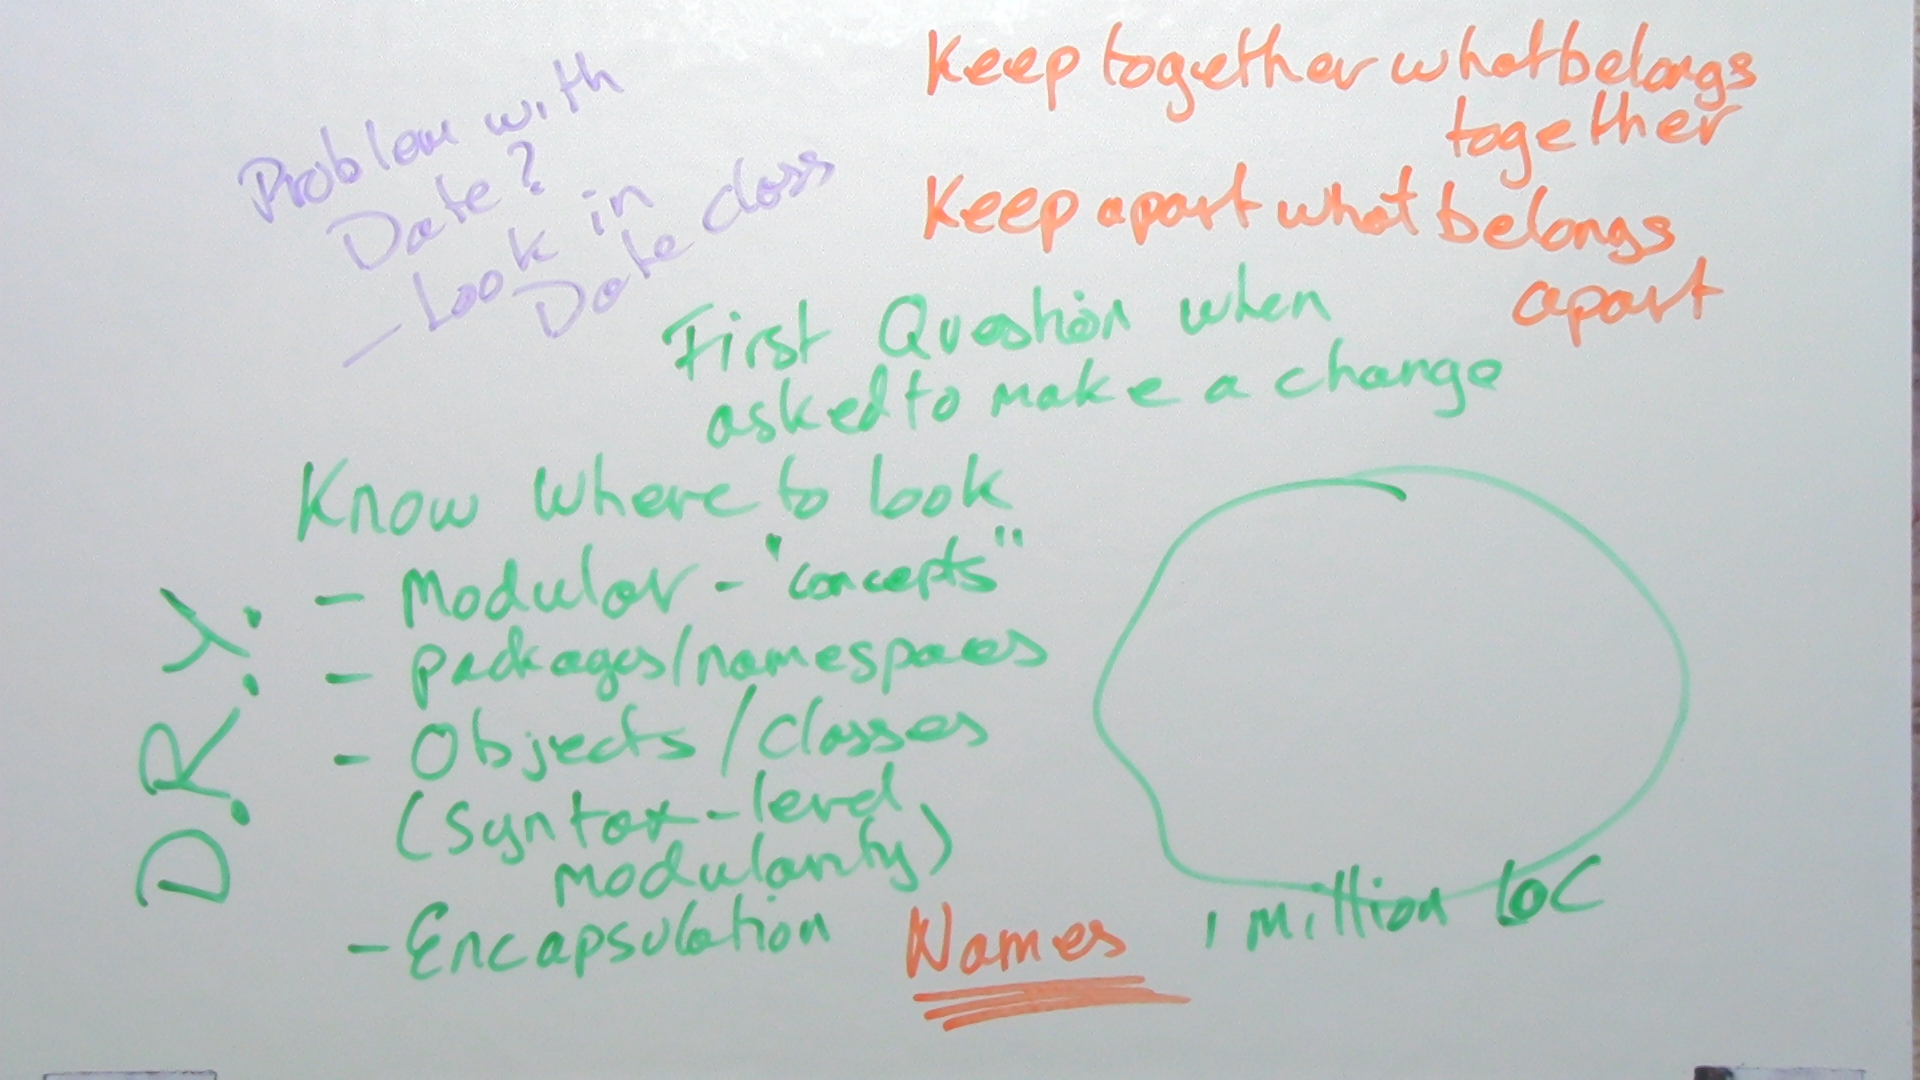 Problem with
Date?
- Look in
Date class
Keep together what belongs
together
Keep apart what belongs
apart
First Question when
asked to make a change
Know where to look
- Modular - "concepts"
- packages/namespaces
- Objects/classes
(syntax-level
modularity)
- Encapsulation
D.R.Y.
Names
1 million LoC